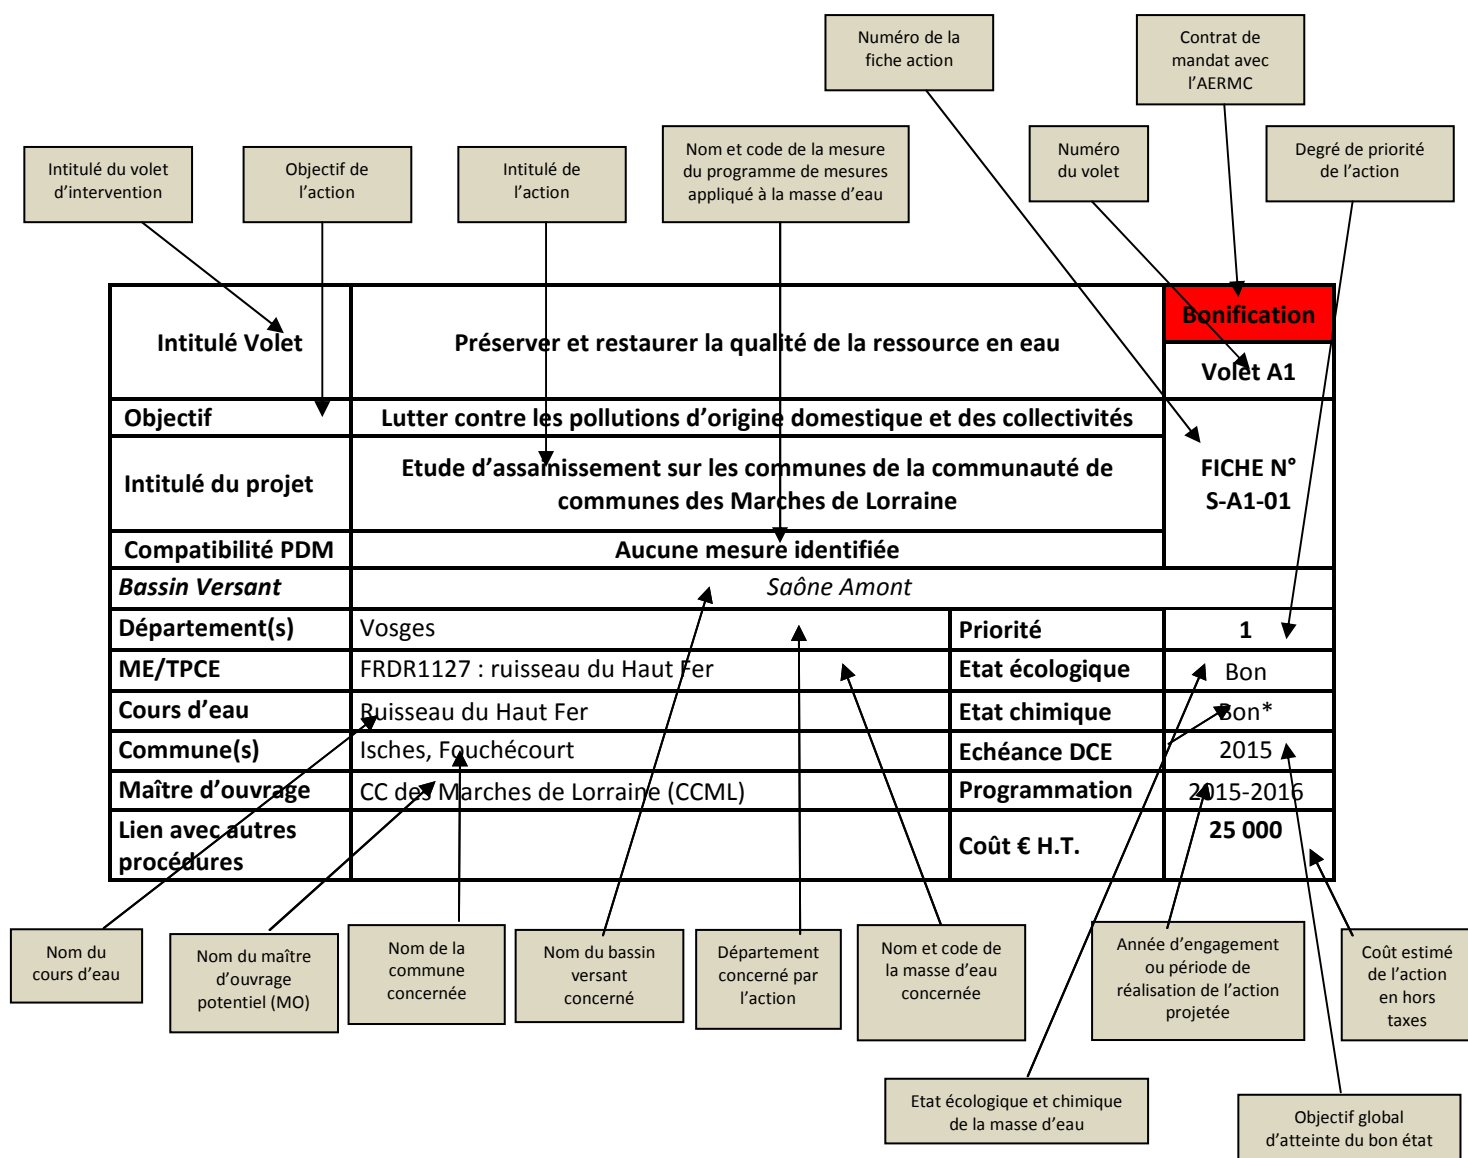 Numéro de la
fiche action
Contrat de
mandat avec
l’AERMC
Intitulé du volet
d’intervention
Objectif de
l’action
Intitulé de
l’action
Nom et code de la mesure
du programme de mesures
appliqué à la masse d’eau
Numéro
du volet
Degré de priorité
de l’action
Intitulé Volet
Préserver et restaurer la qualité de la ressource en eau
Bonification
Volet A1
Objectif
Lutter contre les pollutions d’origine domestique et des collectivités
Intitulé du projet
Etude d’assainissement sur les communes de la communauté de
communes des Marches de Lorraine
FICHE N°
S-A1-01
Compatibilité PDM
Aucune mesure identifiée
Bassin Versant
Saône Amont
Département(s)
Vosges
Priorité
1
ME/TPCE
FRDR1127 : ruisseau du Haut Fer
Etat écologique
Bon
Cours d’eau
Ruisseau du Haut Fer
Etat chimique
Bon*
Commune(s)
Isches, Fouchécourt
Echéance DCE
2015
Maître d’ouvrage
CC des Marches de Lorraine (CCML)
Programmation
2015-2016
Lien avec autres
procédures
Coût € H.T.
25 000
Nom du
cours d’eau
Nom du maître
d’ouvrage
potentiel (MO)
Nom de la
commune
concernée
Nom du bassin
versant
concerné
Département
concerné par
l’action
Nom et code de
la masse d’eau
concernée
Année d’engagement
ou période de
réalisation de l’action
projetée
Coût estimé
de l’action
en hors
taxes
Etat écologique et chimique
de la masse d’eau
Objectif global
d’atteinte du bon état